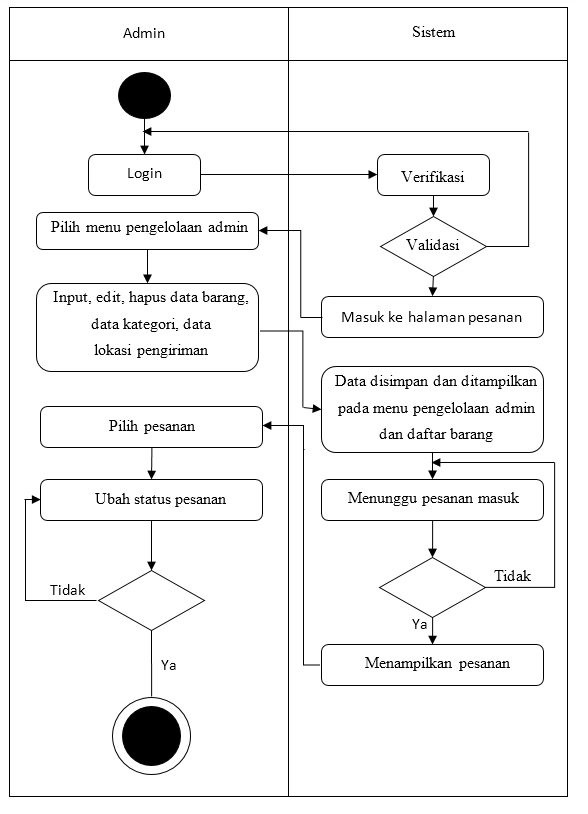 Admin
Sistem
Login
Verifikasi
Pilih menu pengelolaan admin
Validasi
Input, edit, hapus data barang,
data kategori, data
lokasi pengiriman
Masuk ke halaman pesanan
Data disimpan dan ditampilkan
pada menu pengelolaan admin
dan daftar barang
Pilih pesanan
Ubah status pesanan
Menunggu pesanan masuk
Tidak
Tidak
Ya
Ya
Menampilkan pesanan